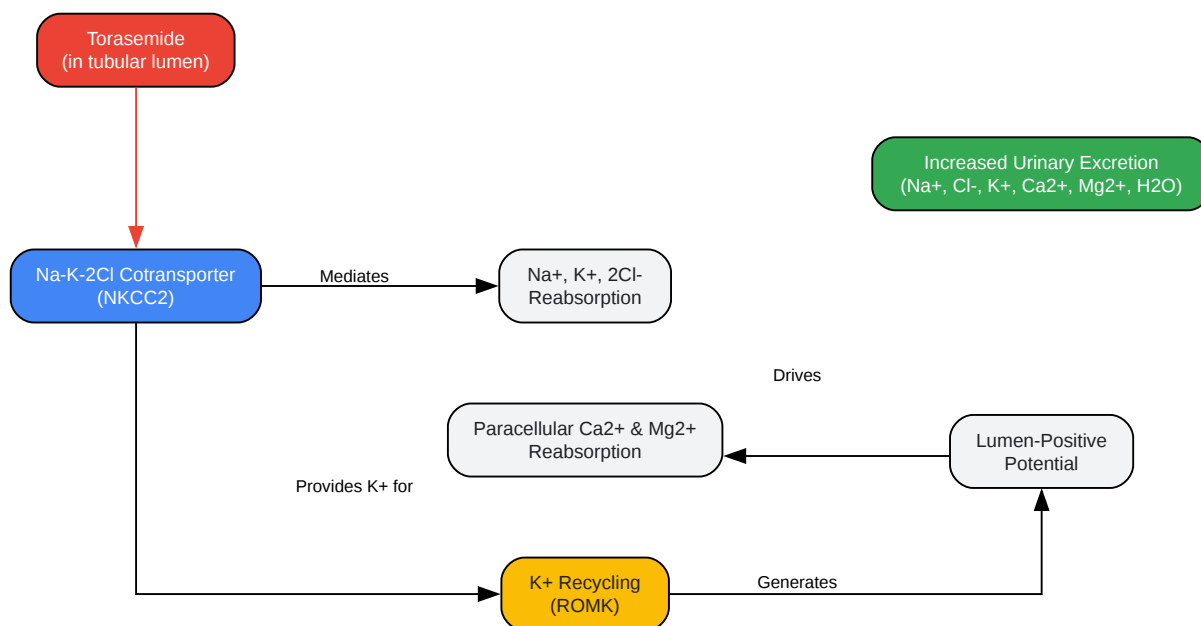 Torasemide
(in tubular lumen)
Increased Urinary Excretion
(Na+, Cl-, K+, Ca2+, Mg2+, H2O)
Na-K-2Cl Cotransporter
(NKCC2)
Mediates
Na+, K+, 2Cl-
Reabsorption
Drives
Paracellular Ca2+ & Mg2+
Reabsorption
Lumen-Positive
Potential
Provides K+ for
K+ Recycling
(ROMK)
Generates